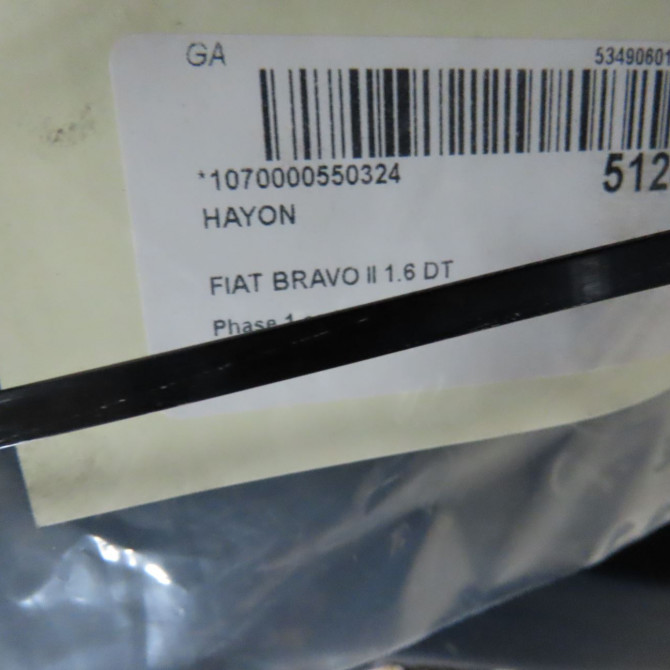 GA 53490601
*1070000550324 512
HAYON
FIAT BRAVO II 1.6 DT
Phase 1